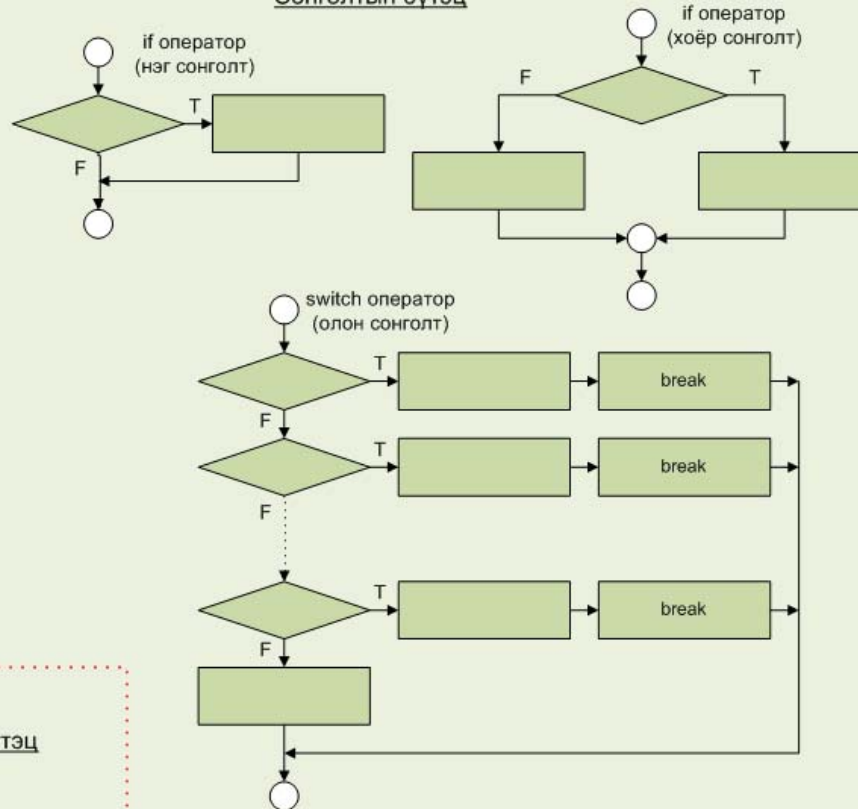 if оператор
(нэг сонголт)
T
F
if оператор
(хоёр сонголт)
F
T
switch оператор
(олон сонголт)
T
break
F
T
break
F
T
break
F